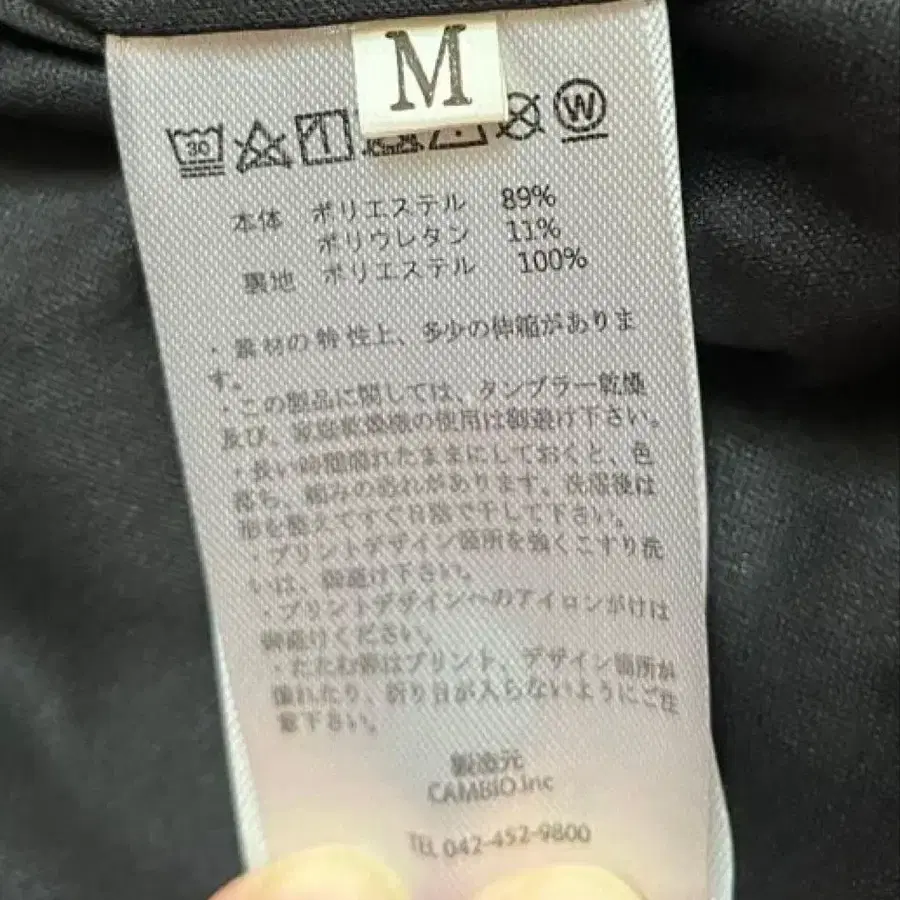 M
30 W
本体 ポリエステル 89%
ポリウレタン 11%
裏地 ポリエステル 100%
・素材の特性上、多少の伸縮がありま
す。
・この製品に関しては、タンブラー乾燥
及び、家庭乾燥機の使用は御避け下さい。
・長い時間濡れたままにしておくと、色
落ち、縮みの恐れがあります。洗濯後は
形を整えてすぐ日陰で干して下さい。
・プリントデザイン箇所を強くこすり洗
いは、御避け下さい。
・プリントデザインへのアイロンがけは
御避けください。
・たたむ際はプリント、デザイン箇所が
擦れたり、折り目が入らないようにご注
意下さい。
製造元
CAMBIO.Inc
TEL 042-452-9800